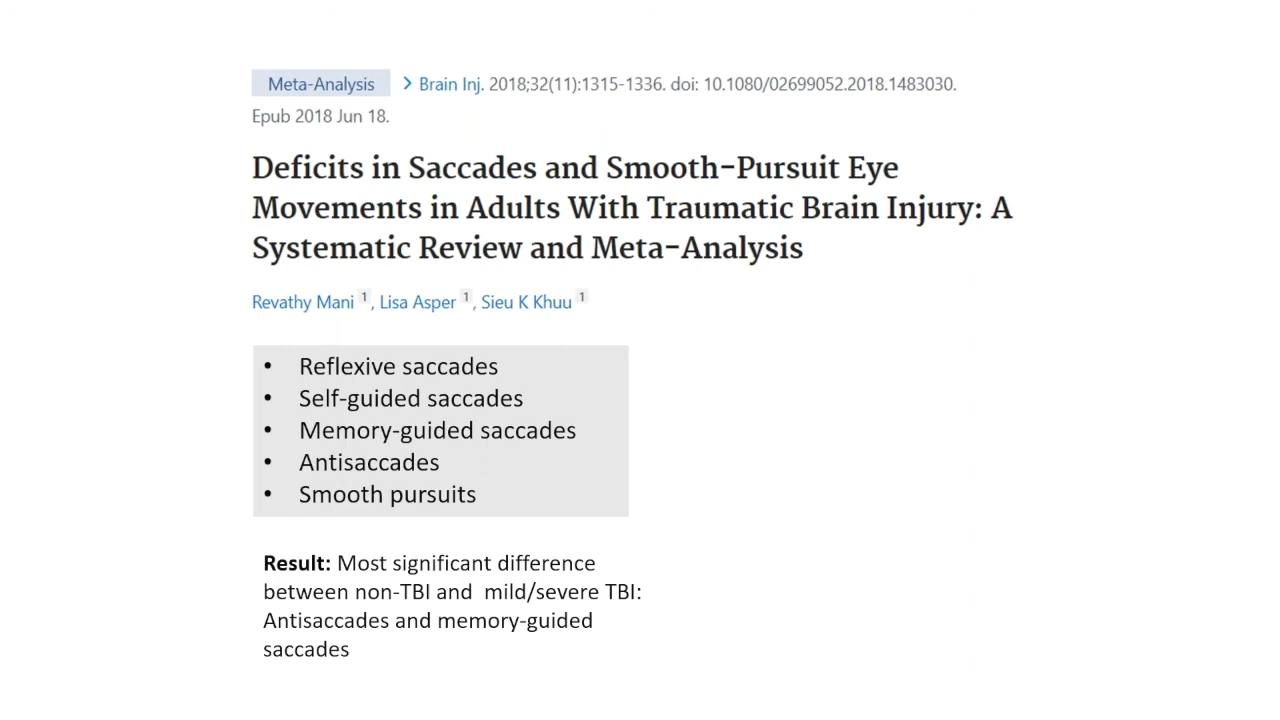 Meta-Analysis > Brain Inj. 2018;32(11):1315-1336. doi: 10.1080/02699052.2018.1483030.
Epub 2018 Jun 18.
Deficits in Saccades and Smooth-Pursuit Eye
Movements in Adults With Traumatic Brain Injury: A
Systematic Review and Meta-Analysis
Revathy Mani 1, Lisa Asper 1, Sieu K Khuu 1
• Reflexive saccades
• Self-guided saccades
• Memory-guided saccades
• Antisaccades
• Smooth pursuits
Result: Most significant difference
between non-TBI and mild/severe TBI:
Antisaccades and memory-guided
saccades